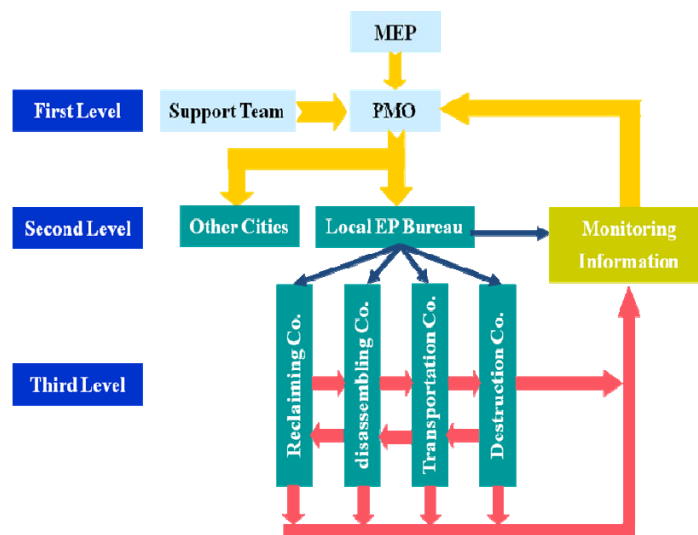 MEP
First Level
Support Team
PMO
Second Level
Other Cities
Local EP Bureau
Monitoring
Information
Third Level
Reclaiming Co.
disassembling Co.
Transportation Co.
Destruction Co.